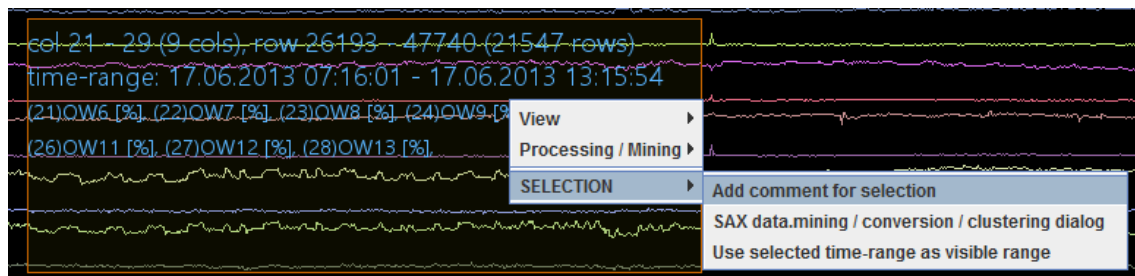 col 21 - 29 (9 cols), row 26193 - 47740 (21547 rows)
time-range: 17.06.2013 07:16:01 - 17.06.2013 13:15:54
(21)OW6 [%], (22)OW7 [%], (23)OW8 [%], (24)OW9 [%
(26)OW11 [%], (27)OW12 [%], (28)OW13 [%],
View
Processing / Mining
SELECTION
Add comment for selection
SAX data.mining / conversion / clustering dialog
Use selected time-range as visible range